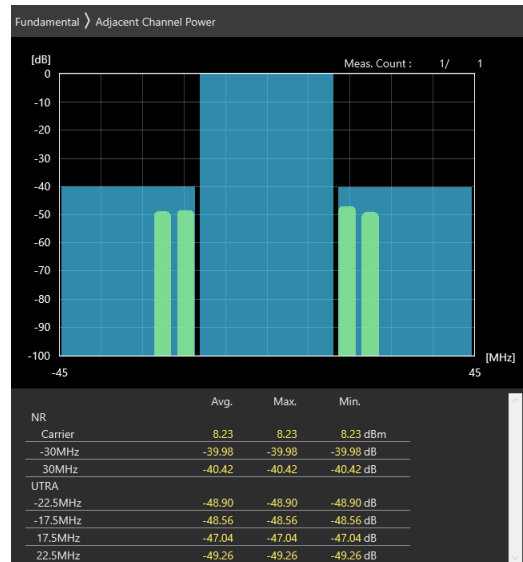 Fundamental 〉 Adjacent Channel Power
[dB]
Meas. Count : 1/ 1
0
-10
-20
-30
-40
-50
-60
-70
-80
-90
-100
[MHz]
-45 45
Avg. Max. Min.
NR
Carrier 8.23 8.23 8.23 dBm
-30MHz -39.98 -39.98 -39.98 dB
30MHz -40.42 -40.42 -40.42 dB
UTRA
-22.5MHz -48.90 -48.90 -48.90 dB
-17.5MHz -48.56 -48.56 -48.56 dB
17.5MHz -47.04 -47.04 -47.04 dB
22.5MHz -49.26 -49.26 -49.26 dB